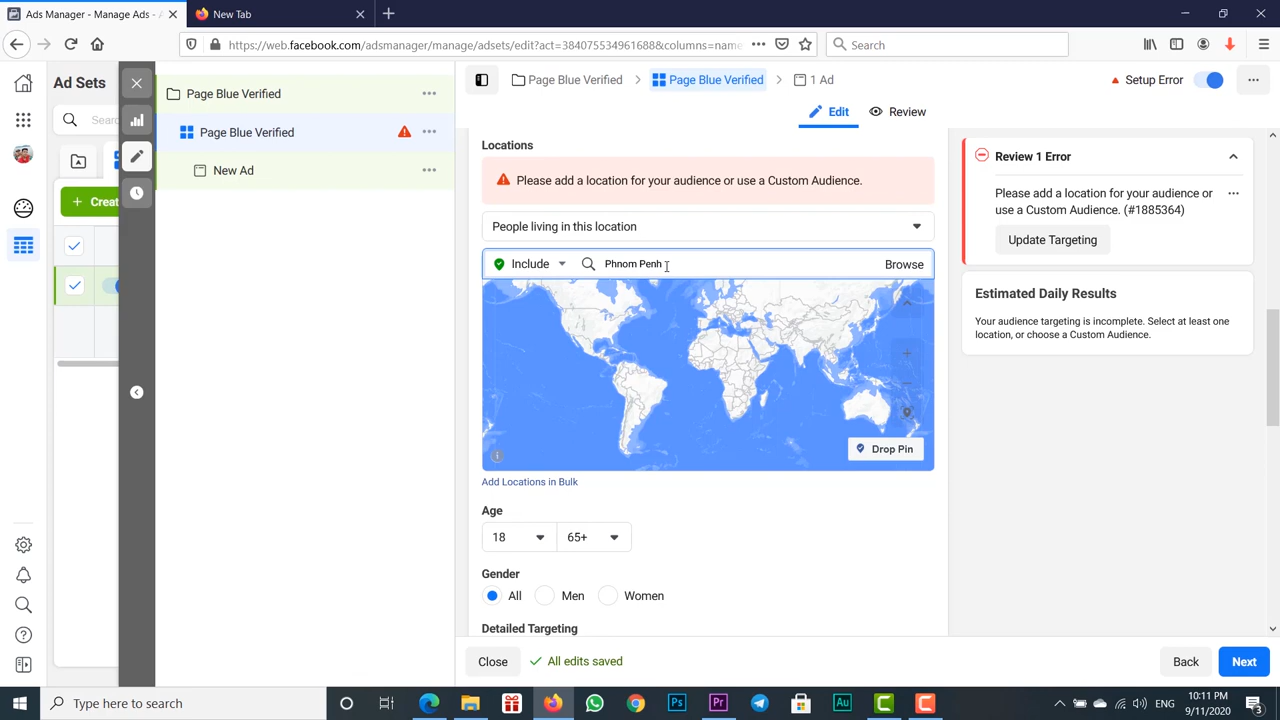 Ads Manager - Manage Ads - A
New Tab
https://web.facebook.com/adsmanager/manage/adsets/edit?act=384075534961688&columns=name
Search
Ad Sets
Searc
+ Creat
Page Blue Verified
Page Blue Verified
New Ad
Page Blue Verified
Page Blue Verified
1 Ad
Setup Error
Edit
Review
Locations
Please add a location for your audience or use a Custom Audience.
People living in this location
Include
Phnom Penh
Browse
Drop Pin
Add Locations in Bulk
Age
18
65+
Gender
All
Men
Women
Detailed Targeting
Review 1 Error
Please add a location for your audience or
use a Custom Audience. (#1885364)
Update Targeting
Estimated Daily Results
Your audience targeting is incomplete. Select at least one
location, or choose a Custom Audience.
Close
All edits saved
Back
Next
Type here to search
Ps
Pr
Au
ENG
10:11 PM
9/11/2020
3